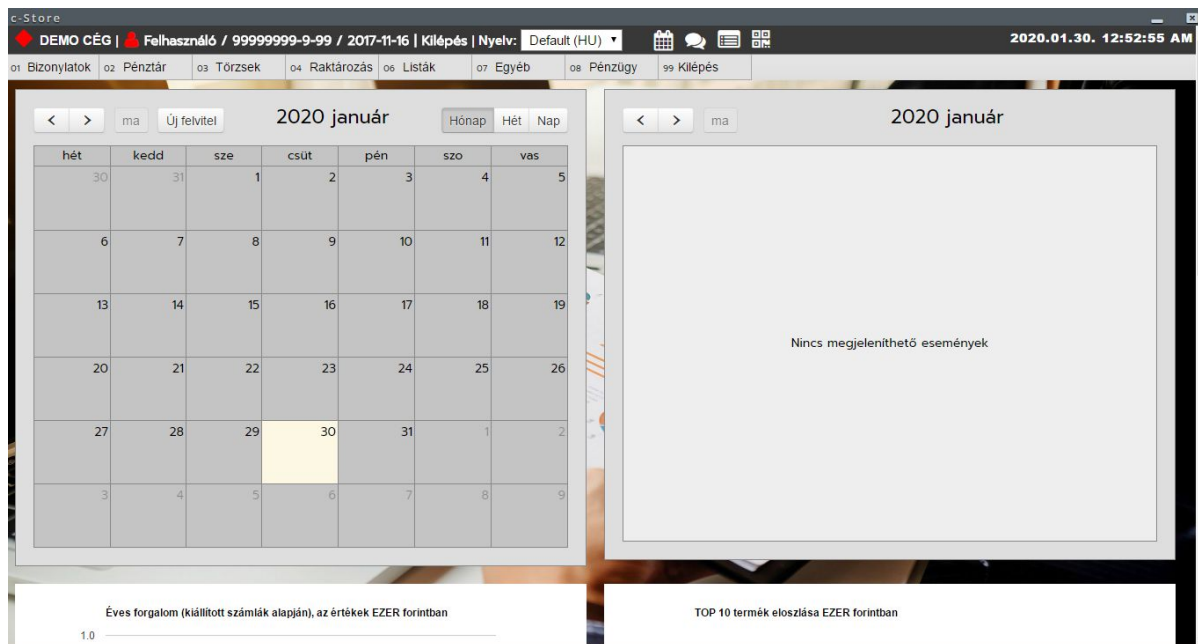 c-Store
DEMO CÉG | Felhasználó / 99999999-9-99 / 2017-11-16 | Kilépés | Nyelv: Default (HU) 2020.01.30. 12:52:55 AM
01 Bizonylatok 02 Pénztár 03 Törzsek 04 Raktározás 06 Listák 07 Egyéb 08 Pénzügy 99 Kilépés
< > ma Új felvitel 2020 január Hónap Hét Nap
hét kedd sze csüt pén szo vas
30 31 1 2 3 4 5
6 7 8 9 10 11 12
13 14 15 16 17 18 19
20 21 22 23 24 25 26
27 28 29 30 31 1 2
3 4 5 6 7 8 9
< > ma 2020 január
Nincs megjeleníthető események
Éves forgalom (kiállított számlák alapján), az értékek EZER forintban
1.0
TOP 10 termék eloszlása EZER forintban